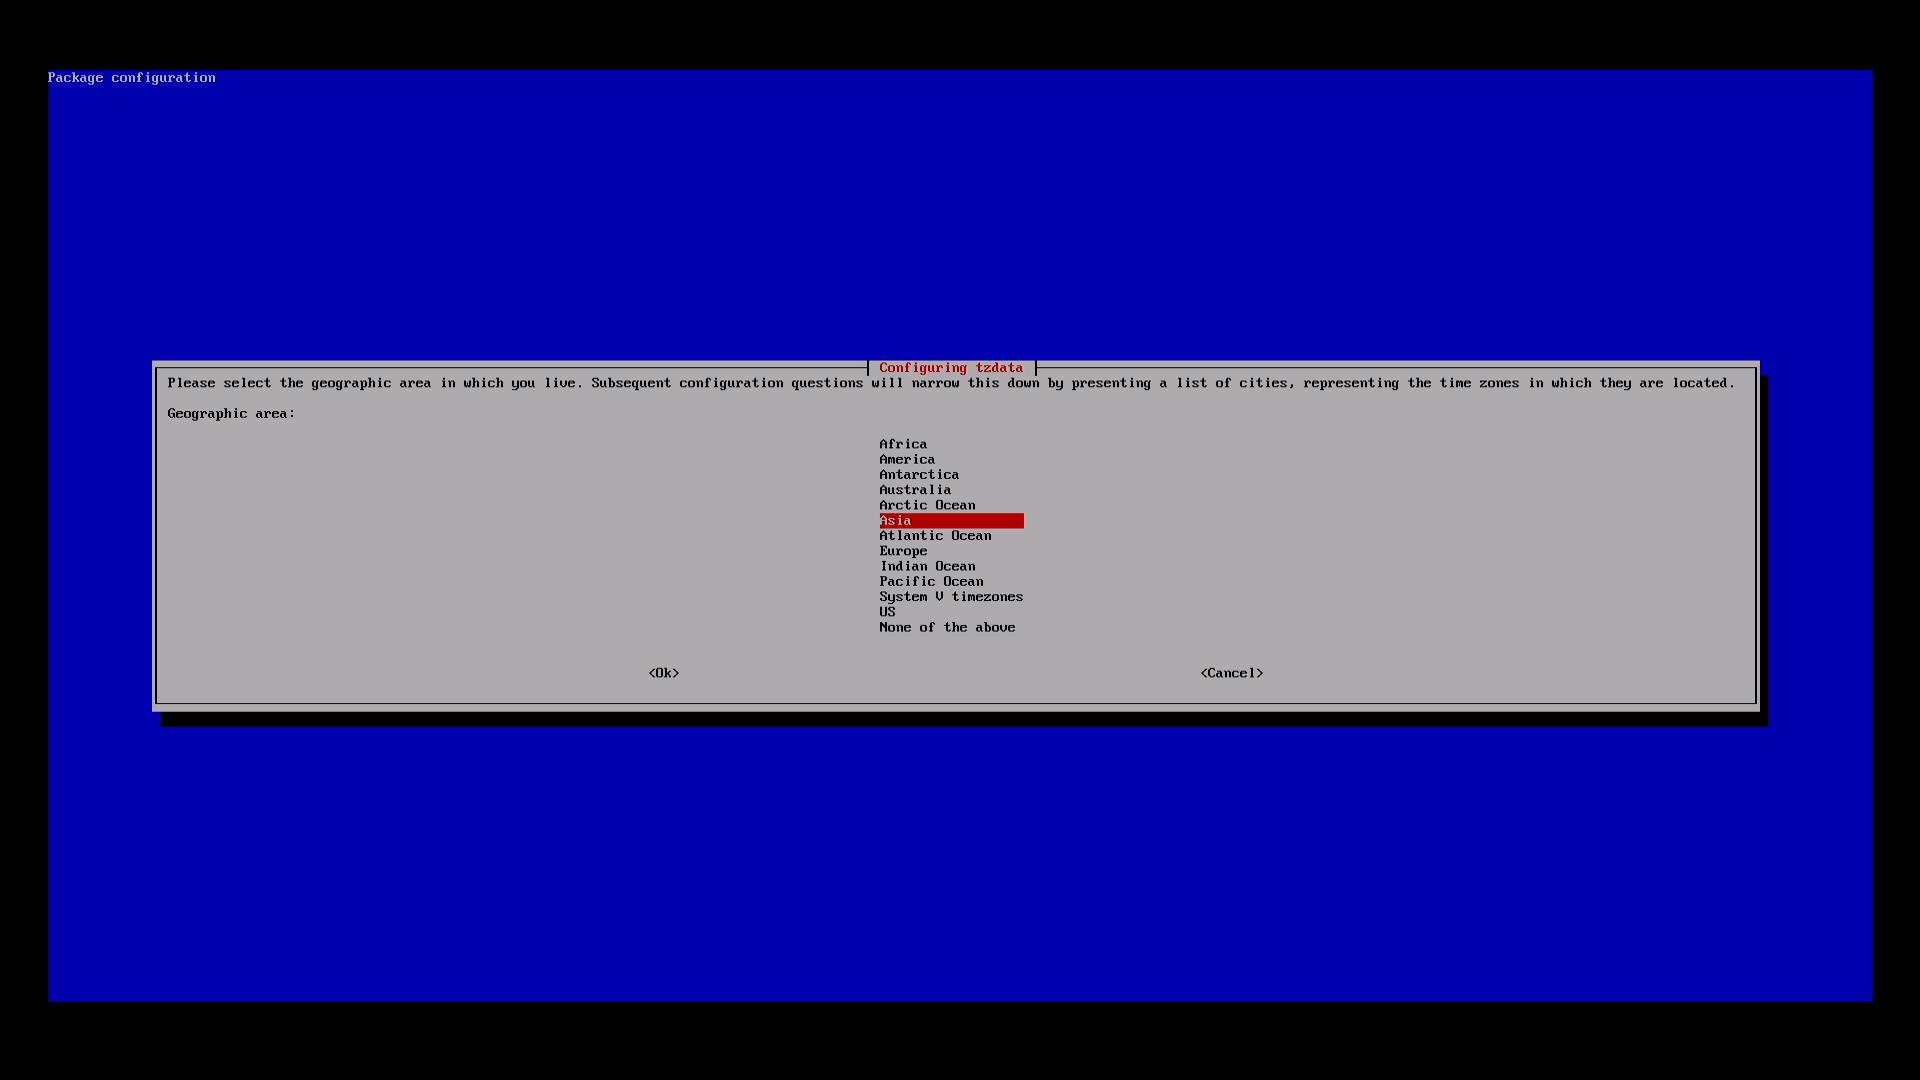 Package configuration
Configuring tzdata
Please select the geographic area in which you live. Subsequent configuration questions will narrow this down by presenting a list of cities, representing the time zones in which they are located.
Geographic area:
Africa
America
Antarctica
Australia
Arctic Ocean
Asia
Atlantic Ocean
Europe
Indian Ocean
Pacific Ocean
System V timezones
US
None of the above
<Ok> <Cancel>